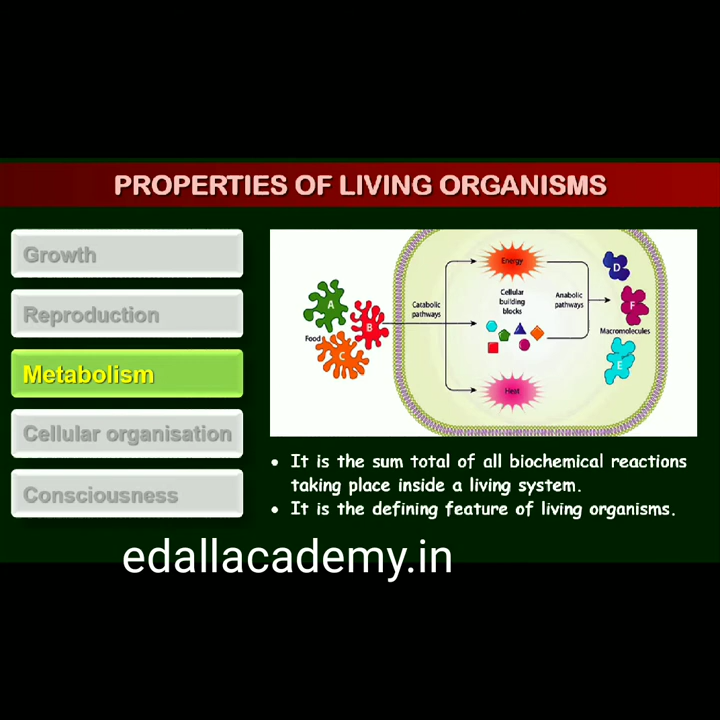 PROPERTIES OF LIVING ORGANISMS
Growth
Reproduction
Metabolism
Cellular organisation
Consciousness
A
B
C
Food
Catabolic
pathways
Energy
Cellular
building
blocks
Heat
Anabolic
pathways
D
F
Macromolecules
E
• It is the sum total of all biochemical reactions
taking place inside a living system.
• It is the defining feature of living organisms.
edallacademy.in